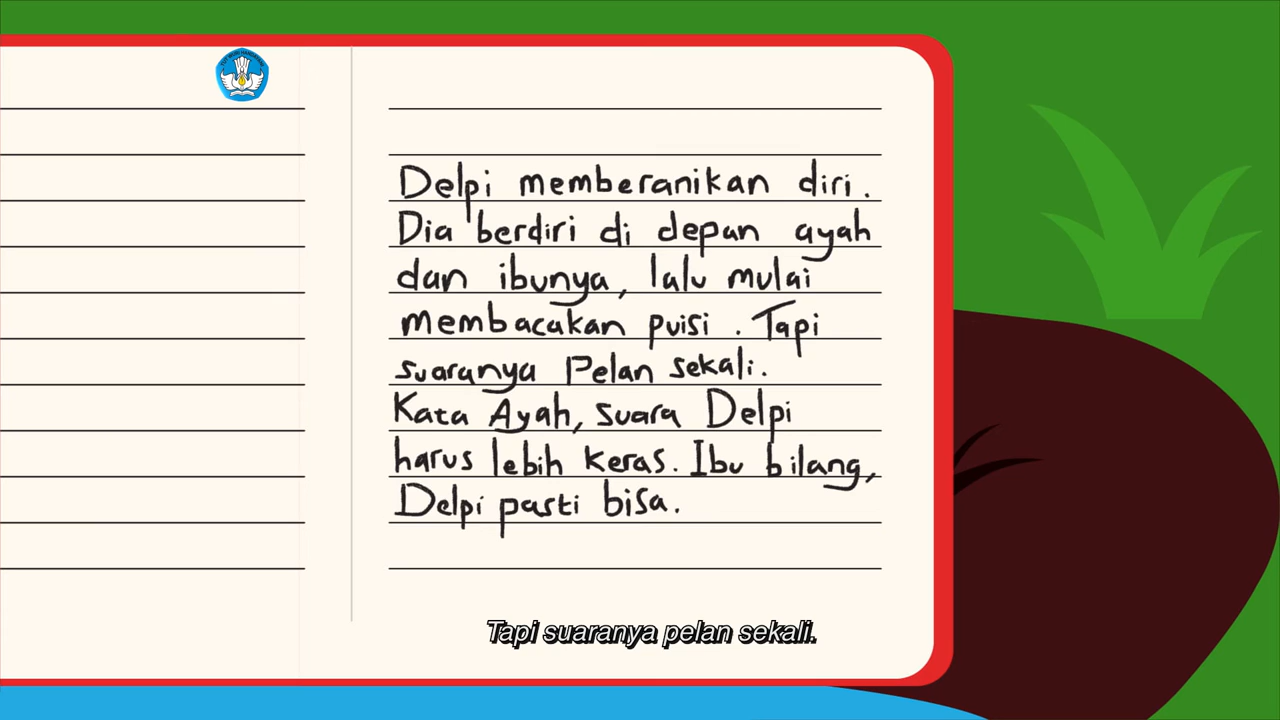 Delpi memberanikan diri.
Dia berdiri di depan ayah
dan ibunya, lalu mulai
membacakan puisi. Tapi
suaranya Pelan sekali.
Kata Ayah, suara Delpi
harus lebih keras. Ibu bilang,
Delpi pasti bisa.
Tapi suaranya pelan sekali.